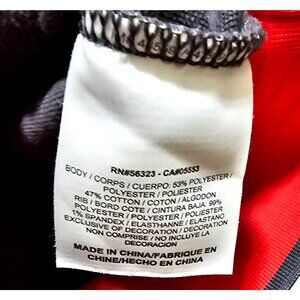 RN#56323 - CA#05553
BODY / CORPS / CUERPO: 53% POLYESTER /
POLYESTER / POLIESTER
47% COTTON / COTON / ALGODON
RIB / BORD COTE / CINTURA BAJA: 99%
POLYESTER / POLYESTER / POLIESTER
1% SPANDEX / ELASTHANNE / ELASTANO
EXCLUSIVE OF DECORATION / DECORATION
NON COMPRISE / NO INCLUYE LA
DECORACION
MADE IN CHINA/FABRIQUE EN
CHINE/HECHO EN CHINA